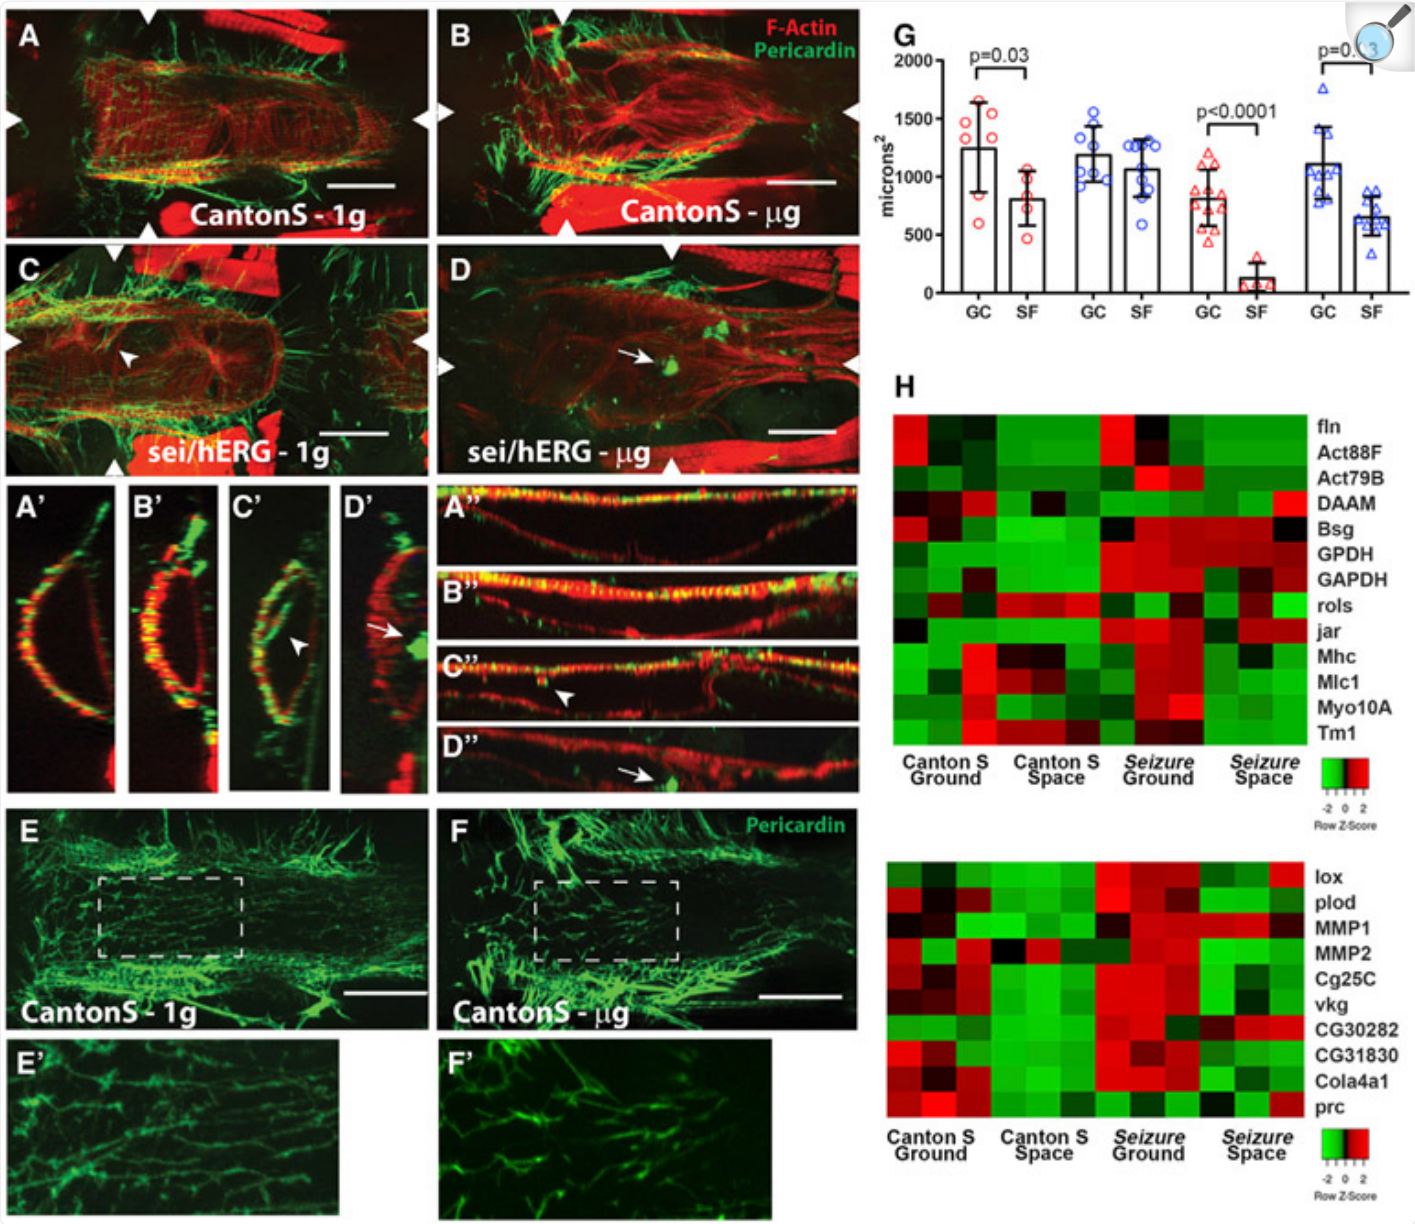 A
CantonS - 1g
B
F-Actin
Pericardin
CantonS - μg
C
sei/hERG - 1g
D
sei/hERG - μg
A'
B'
C'
D'
A''
B''
C''
D''
E
CantonS - 1g
F
Pericardin
CantonS - μg
E'
F'
G
microns²
2000
1500
1000
500
0
p=0.03
p<0.0001
p=0.03
GC SF GC SF GC SF GC SF
H
fln
Act88F
Act79B
DAAM
Bsg
GPDH
GAPDH
rols
jar
Mhc
Mlc1
Myo10A
Tm1
Canton S Ground
Canton S Space
Seizure Ground
Seizure Space
-2 0 2
Row Z-Score
lox
plod
MMP1
MMP2
Cg25C
vkg
CG30282
CG31830
Cola4a1
prc
Canton S Ground
Canton S Space
Seizure Ground
Seizure Space
-2 0 2
Row Z-Score